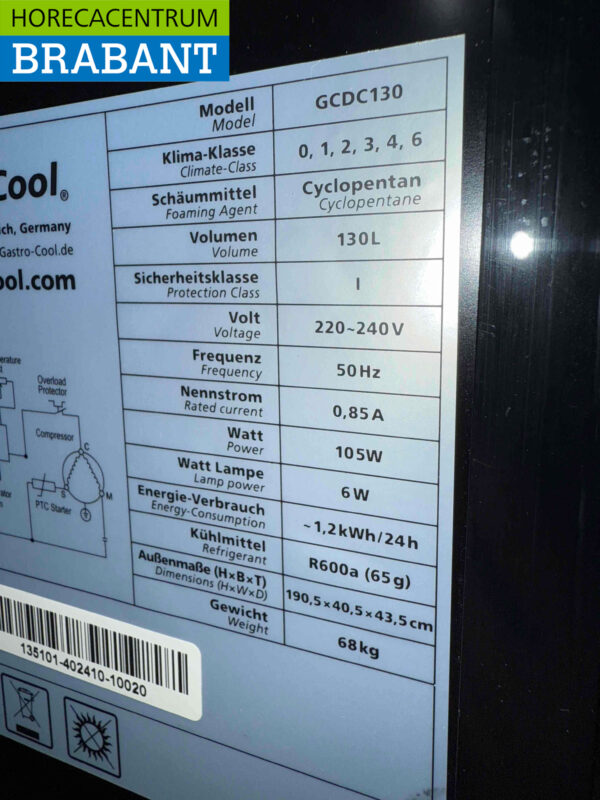 HORECACENTRUM
BRABANT
Cool®
Germany
Gastro-Cool.de
ool.com
Modell
Model
GCDC130
Klima-Klasse
Climate-Class
0, 1, 2, 3, 4, 6
Schäummittel
Foaming Agent
Cyclopentan
Cyclopentane
Volumen
Volume
130L
Sicherheitsklasse
Protection Class
I
Volt
Voltage
220~240V
Frequenz
Frequency
50Hz
Nennstrom
Rated current
0,85A
Watt
Power
105W
Watt Lampe
Lamp power
6W
Energie-Verbrauch
Energy-Consumption
~1,2kWh/24h
Kühlmittel
Refrigerant
R600a (65g)
Außenmaße (H×B×T)
Dimensions (H×W×D)
190,5×40,5×43,5cm
Gewicht
Weight
68kg
Overload
Protector
Compressor
C
S
M
PTC Starter
135101-402410-10020